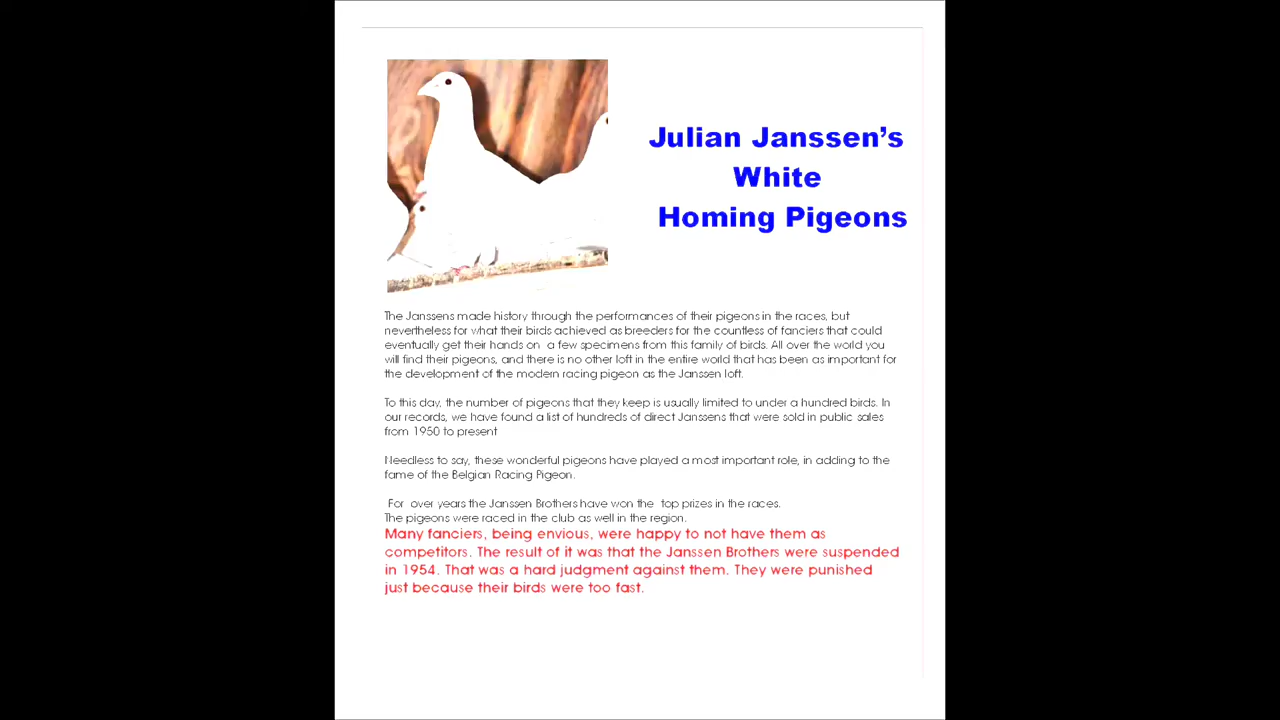 Julian Janssen's
White
Homing Pigeons
The Janssens made history through the performances of their pigeons in the races, but
nevertheless for what their birds achieved as breeders for the countless of fanciers that could
eventually get their hands on a few specimens from this family of birds. All over the world you
will find their pigeons, and there is no other loft in the entire world that has been as important for
the development of the modern racing pigeon as the Janssen loft.
To this day, the number of pigeons that they keep is usually limited to under a hundred birds. In
our records, we have found a list of hundreds of direct Janssens that were sold in public sales
from 1950 to present
Needless to say, these wonderful pigeons have played a most important role, in adding to the
fame of the Belgian Racing Pigeon.
For over years the Janssen Brothers have won the top prizes in the races.
The pigeons were raced in the club as well in the region.
Many fanciers, being envious, were happy to not have them as
competitors. The result of it was that the Janssen Brothers were suspended
in 1954. That was a hard judgment against them. They were punished
just because their birds were too fast.